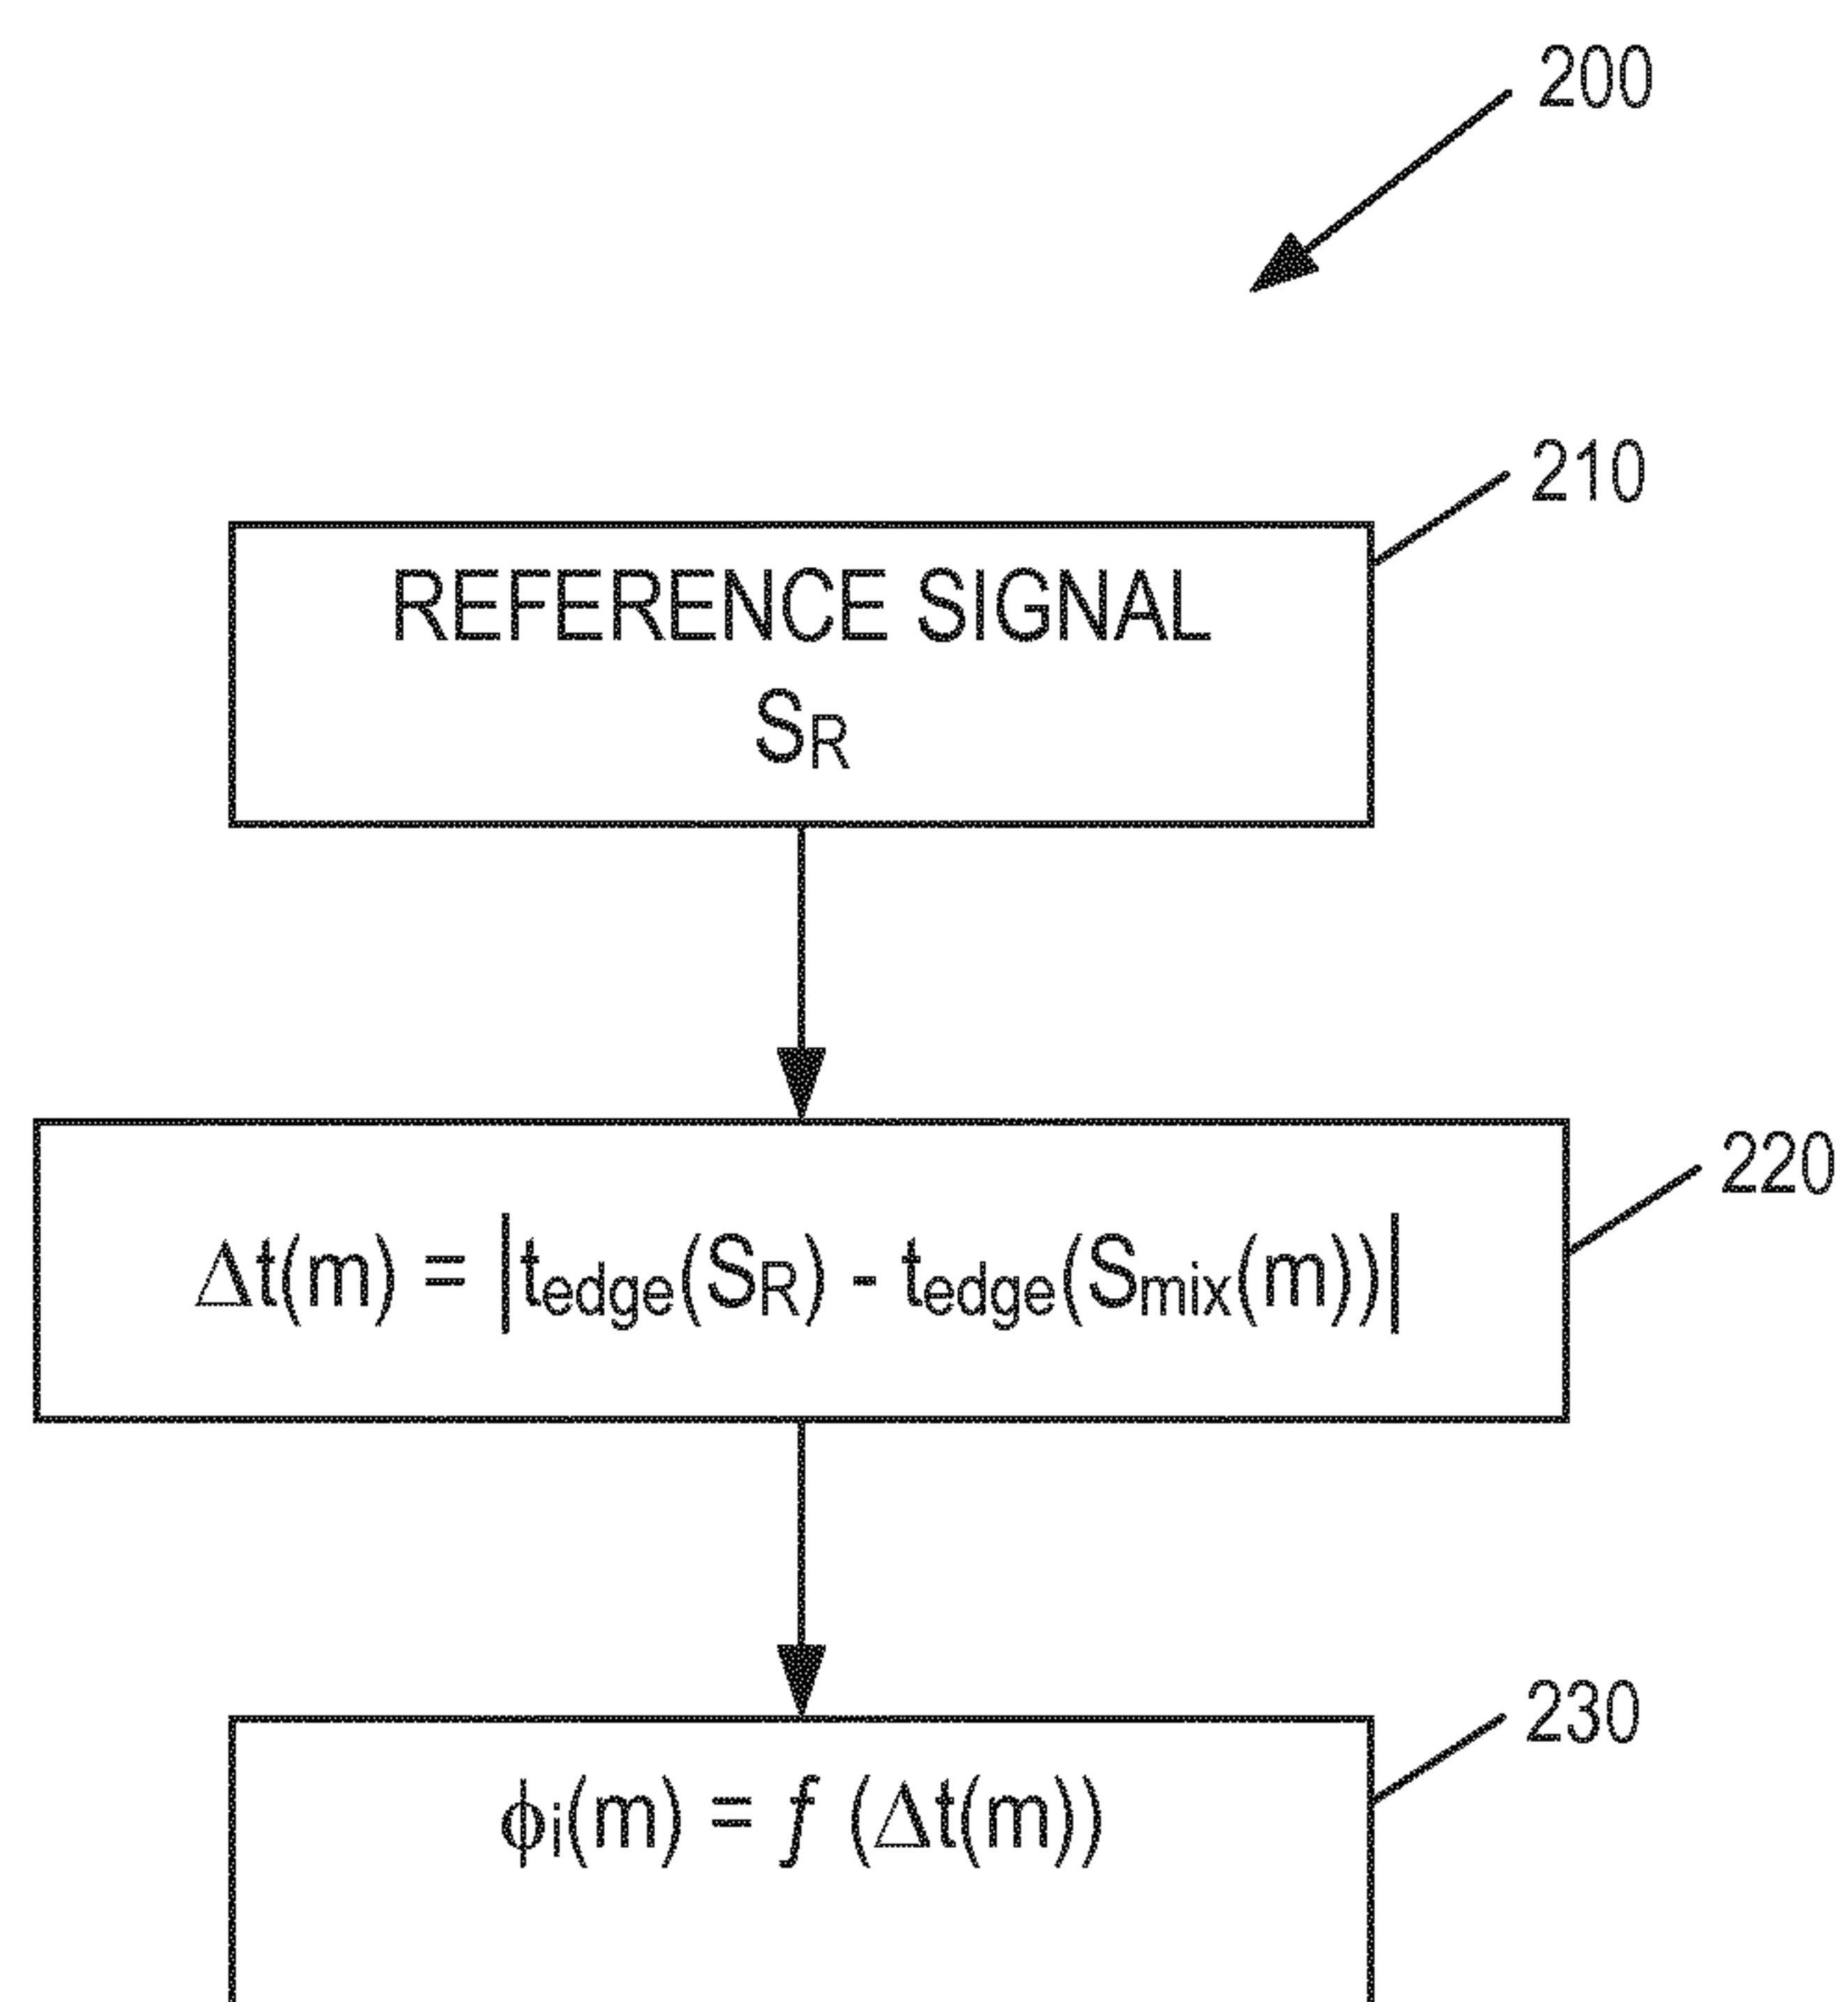 200
210
REFERENCE SIGNAL
SR
220
Δt(m) = |tedge(SR) - tedge(Smix(m))|
230
ϕi(m) = f (Δt(m))